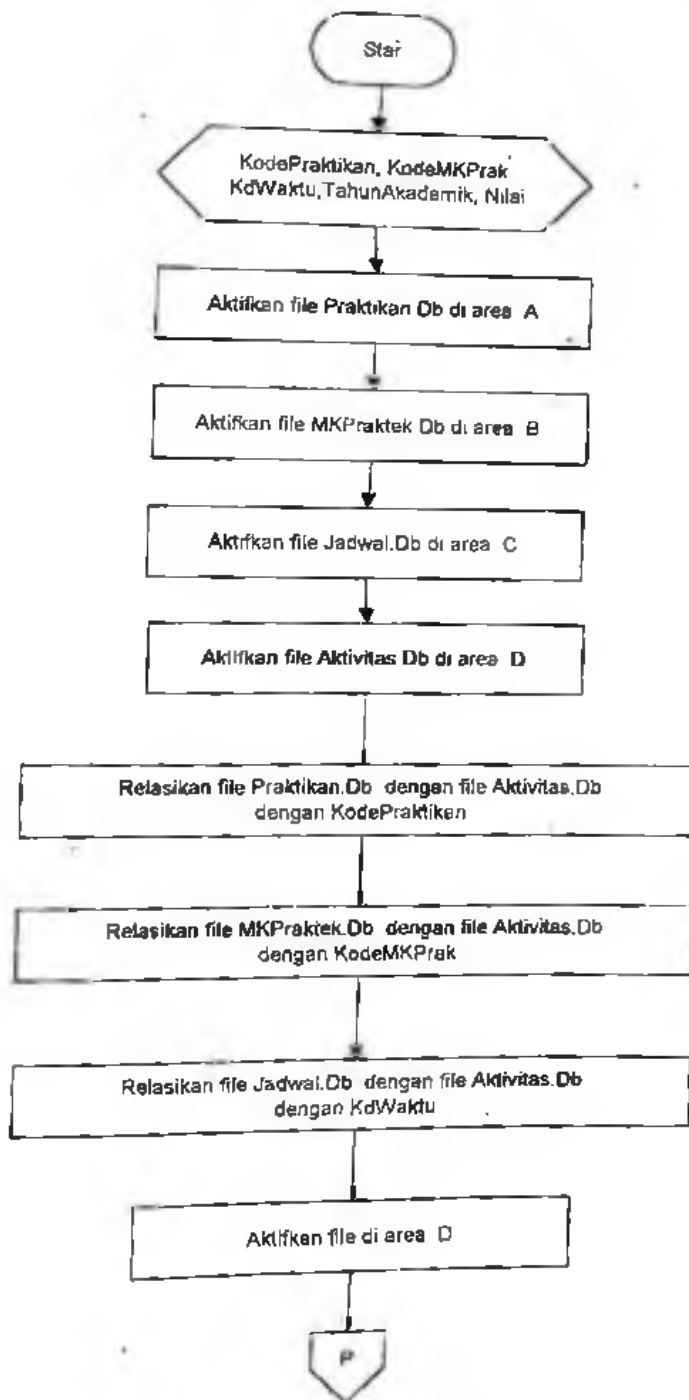 Star
KodePraktikan, KodeMKPrak
KdWaktu,TahunAkademik, Nilai
Aktifkan file Praktikan Db di area A
Aktifkan file MKPraktek Db di area B
Aktifkan file Jadwal.Db di area C
Aktifkan file Aktivitas Db di area D
Relasikan file Praktikan.Db dengan file Aktivitas.Db
dengan KodePraktikan
Relasikan file MKPraktek.Db dengan file Aktivitas.Db
dengan KodeMKPrak
Relasikan file Jadwal.Db dengan file Aktivitas.Db
dengan KdWaktu
Aktifkan file di area D
P